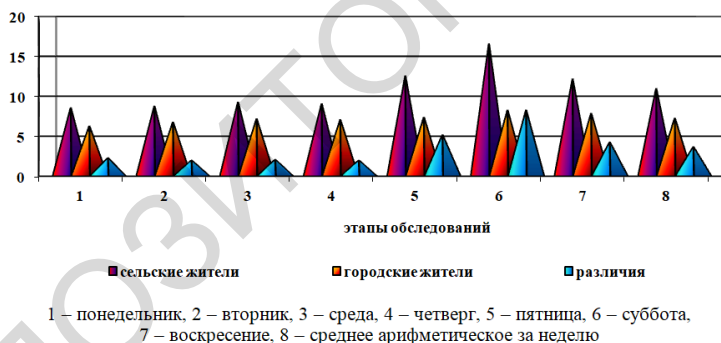 20
15
10
5
0
1 2 3 4 5 6 7 8
этапы обследований
сельские жители городские жители различия
1 – понедельник, 2 – вторник, 3 – среда, 4 – четверг, 5 – пятница, 6 – суббота,
7 – воскресение, 8 – среднее арифметическое за неделю